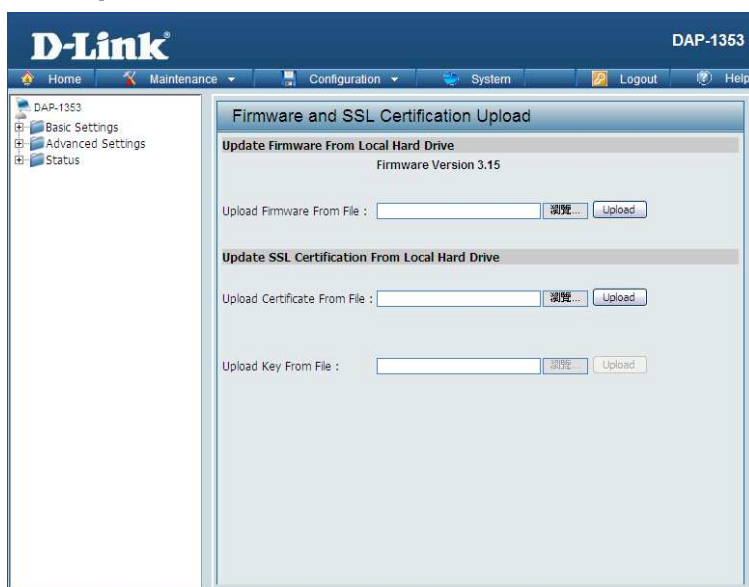 D-Link®
DAP-1353
Home Maintenance Configuration System Logout Help
DAP-1353
Basic Settings
Advanced Settings
Status
Firmware and SSL Certification Upload
Update Firmware From Local Hard Drive
Firmware Version 3.15
Upload Firmware From File : 瀏覽... Upload
Update SSL Certification From Local Hard Drive
Upload Certificate From File : 瀏覽... Upload
Upload Key From File : 瀏覽... Upload